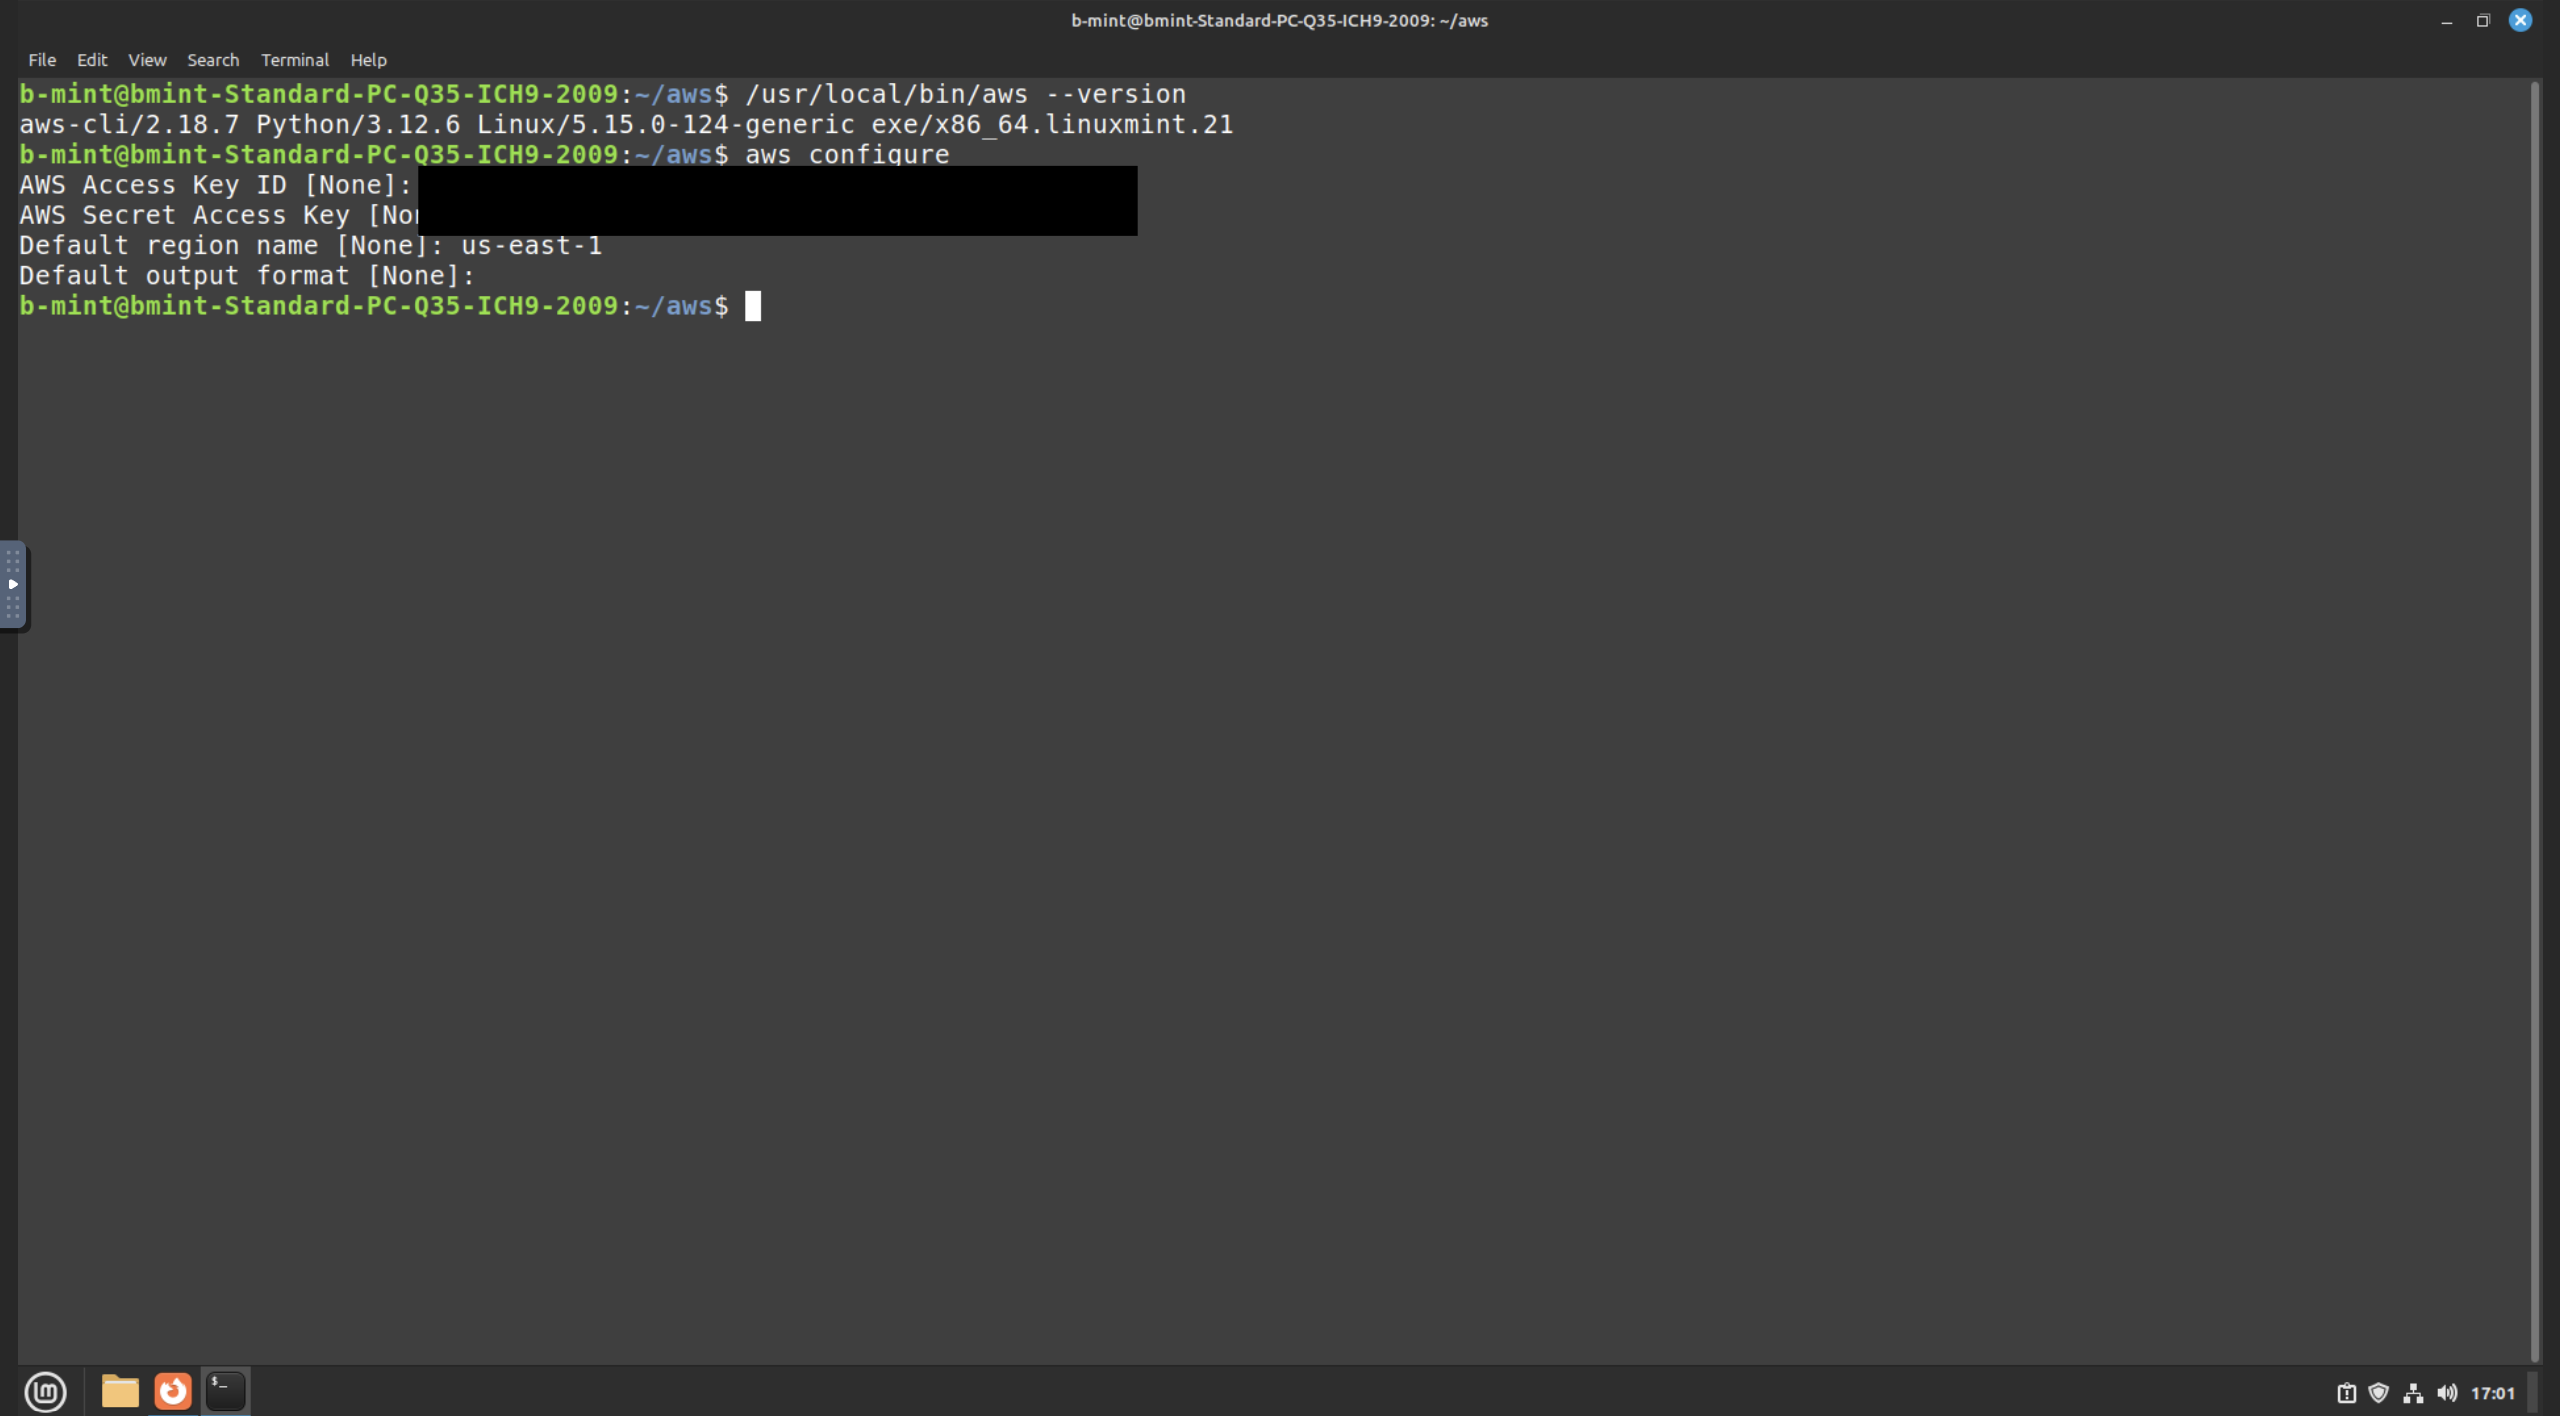 b-mint@bmint-Standard-PC-Q35-ICH9-2009: ~/aws
File Edit View Search Terminal Help
b-mint@bmint-Standard-PC-Q35-ICH9-2009:~/aws$ /usr/local/bin/aws --version
aws-cli/2.18.7 Python/3.12.6 Linux/5.15.0-124-generic exe/x86_64.linuxmint.21
b-mint@bmint-Standard-PC-Q35-ICH9-2009:~/aws$ aws configure
AWS Access Key ID [None]:
AWS Secret Access Key [No
Default region name [None]: us-east-1
Default output format [None]:
b-mint@bmint-Standard-PC-Q35-ICH9-2009:~/aws$
$_
17:01